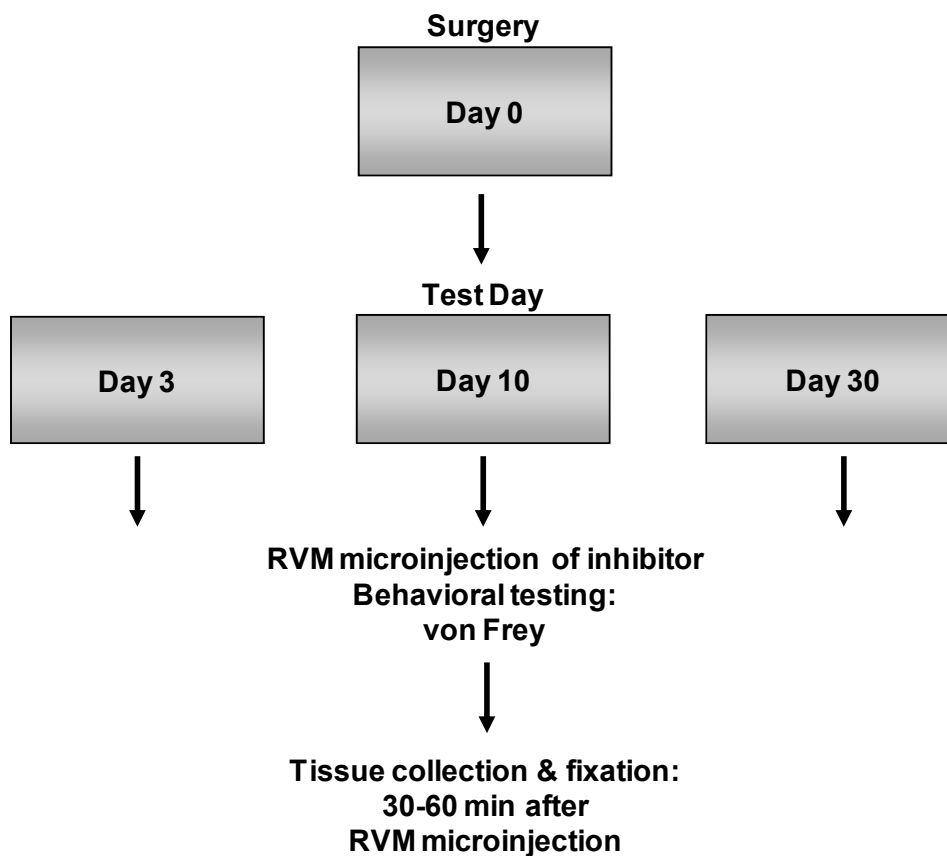 Surgery
Day 0
Test Day
Day 3
Day 10
Day 30
RVM microinjection of inhibitor
Behavioral testing:
von Frey
Tissue collection & fixation:
30-60 min after
RVM microinjection